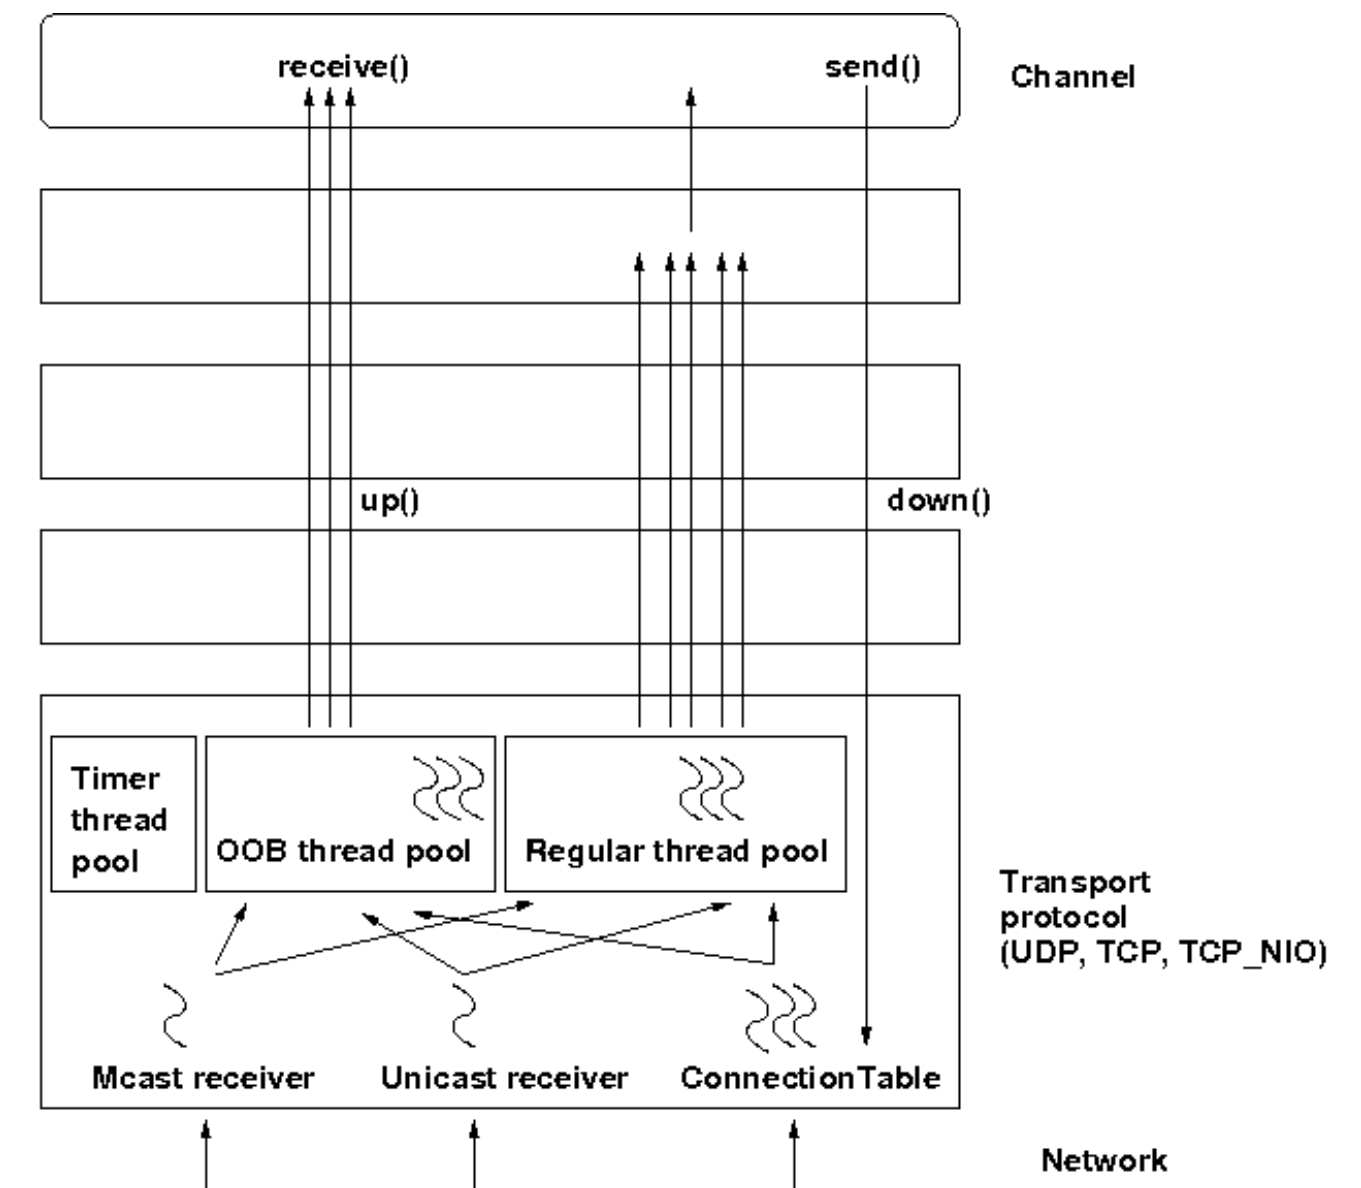 receive()
send()
Channel
up()
down()
Timer
thread
pool
OOB thread pool
Regular thread pool
Transport
protocol
(UDP, TCP, TCP_NIO)
Mcast receiver
Unicast receiver
ConnectionTable
Network